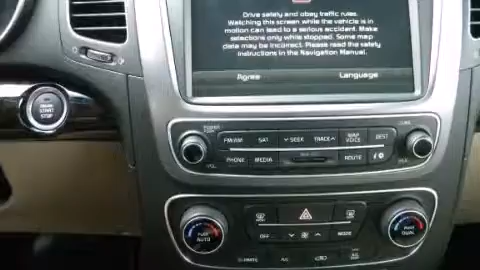 Drive safely and obey traffic rules.
Watching this screen while the vehicle is in
motion can lead to a serious accident. Make
selections only while stopped. Some map
data may be incorrect. Please read the safety
instructions in the Navigation Manual.
Agree Language
ENGINE
START
STOP
FM/AM SAT SEEK TRACK MAP VOICE DEST
PHONE MEDIA ROUTE
AUTO OFF MODE DUAL
CLIMATE A/C